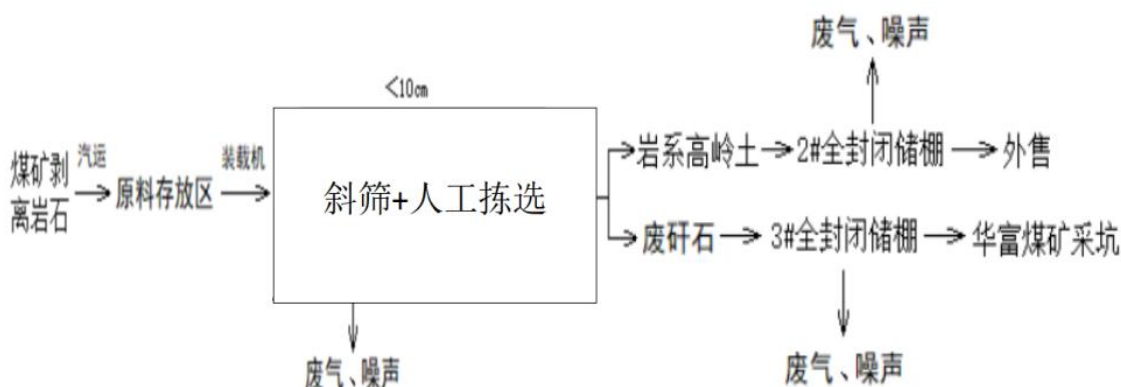 废气、噪声
<10cm
煤矿剥
离岩石
汽运
原料存放区
装载机
斜筛+人工拣选
岩系高岭土
2#全封闭储棚
外售
废矸石
3#全封闭储棚
华富煤矿采坑
废气、噪声
废气、噪声